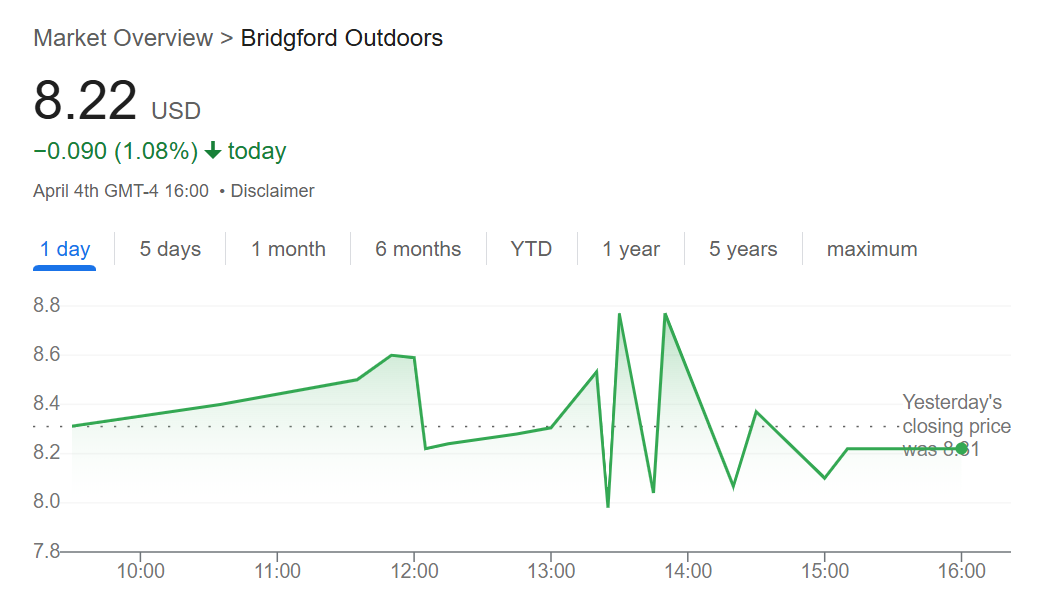 Market Overview > Bridgford Outdoors
8.22 USD
−0.090 (1.08%) ↓ today
April 4th GMT-4 16:00 • Disclaimer
1 day 5 days 1 month 6 months YTD 1 year 5 years maximum
8.8
8.6
8.4
8.2
8.0
7.8
Yesterday's
closing price
was 8.31
10:00 11:00 12:00 13:00 14:00 15:00 16:00